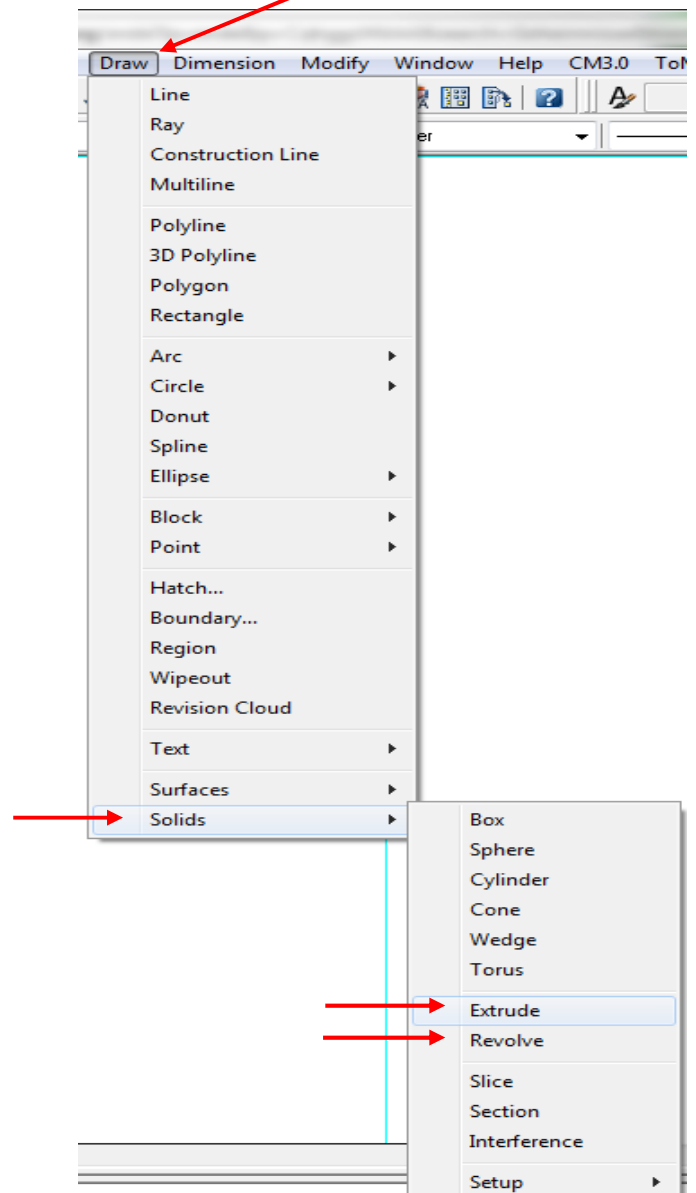 Draw Dimension Modify Window Help CM3.0
Line
Ray
er
Construction Line
Multiline
Polyline
3D Polyline
Polygon
Rectangle
Arc
Circle
Donut
Spline
Ellipse
Block
Point
Hatch...
Boundary...
Region
Wipeout
Revision Cloud
Text
Surfaces
Solids
Box
Sphere
Cylinder
Cone
Wedge
Torus
Extrude
Revolve
Slice
Section
Interference
Setup